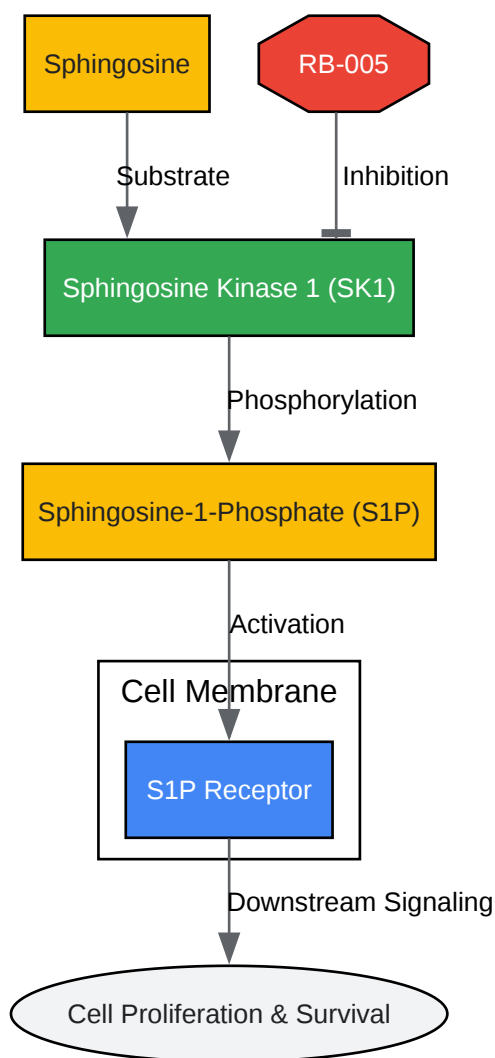 Sphingosine
RB-005
Substrate
Inhibition
Sphingosine Kinase 1 (SK1)
Phosphorylation
Sphingosine-1-Phosphate (S1P)
Activation
Cell Membrane
S1P Receptor
Downstream Signaling
Cell Proliferation & Survival